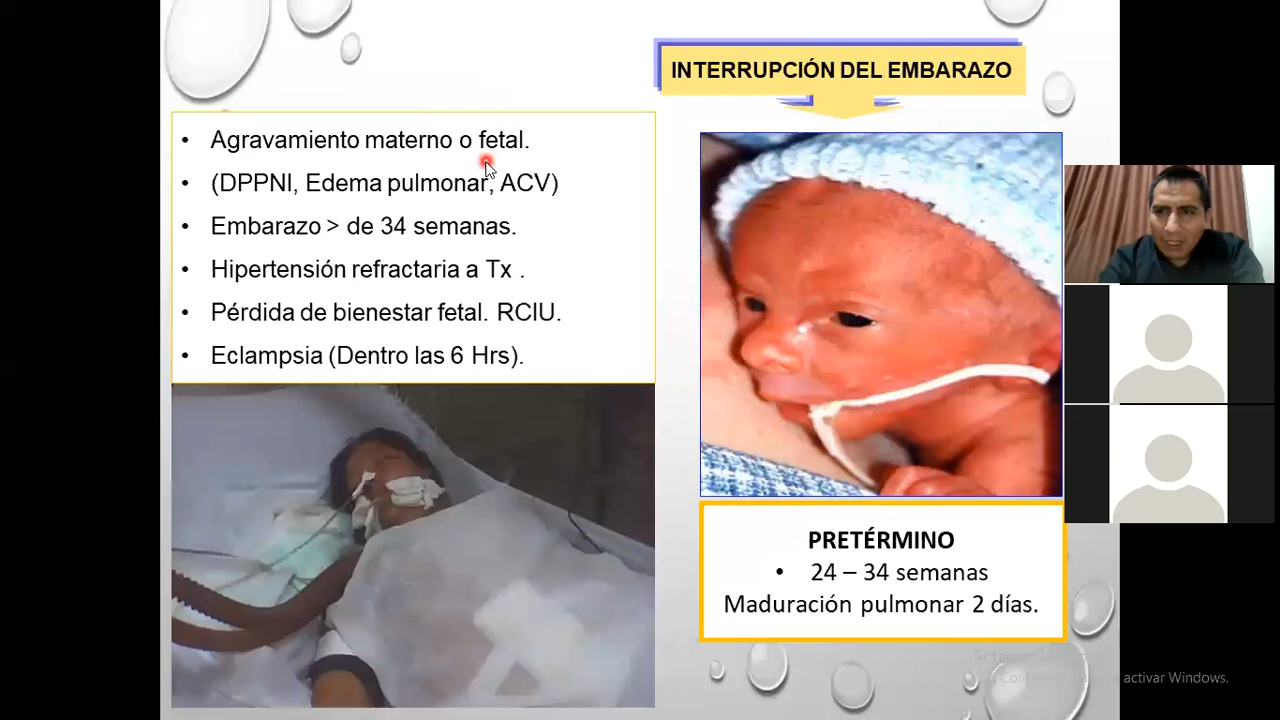 INTERRUPCIÓN DEL EMBARAZO
• Agravamiento materno o fetal.
• (DPPNI, Edema pulmonar, ACV)
• Embarazo > de 34 semanas.
• Hipertensión refractaria a Tx .
• Pérdida de bienestar fetal. RCIU.
• Eclampsia (Dentro las 6 Hrs).
PRETÉRMINO
• 24 – 34 semanas
Maduración pulmonar 2 días.
activar Windows.